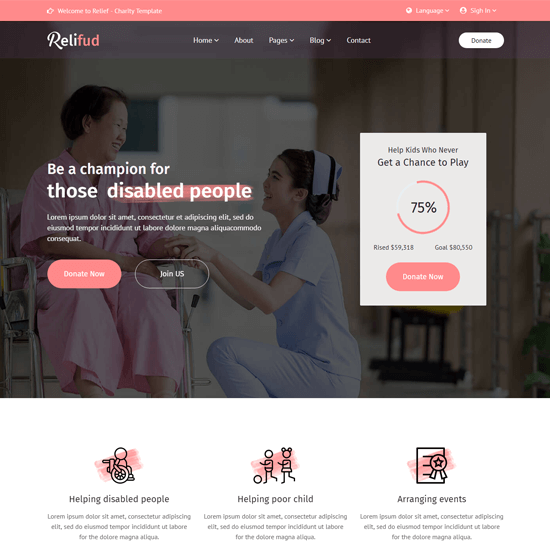 Welcome to Relief - Charity Template
Language
Sign In
Relifud
Home
About
Pages
Blog
Contact
Donate
Be a champion for
those disabled people
Lorem ipsum dolor sit amet, consectetur et adipiscing elit, sed do
eiusmod tempor incididunt ut labore dolore magna aliquacommodo
consequat.
Donate Now
Join US
Help Kids Who Never
Get a Chance to Play
75%
Rised $59,318
Goal $80,550
Donate Now
Helping disabled people
Lorem ipsum dolor sit amet, consectetur
elit, sed do eiusmod tempor incididunt ut labore
for the dolore magna aliqua.
Helping poor child
Lorem ipsum dolor sit amet, consectetur
elit, sed do eiusmod tempor incididunt ut labore
for the dolore magna aliqua.
Arranging events
Lorem ipsum dolor sit amet, consectetur
elit, sed do eiusmod tempor incididunt ut labore
for the dolore magna aliqua.